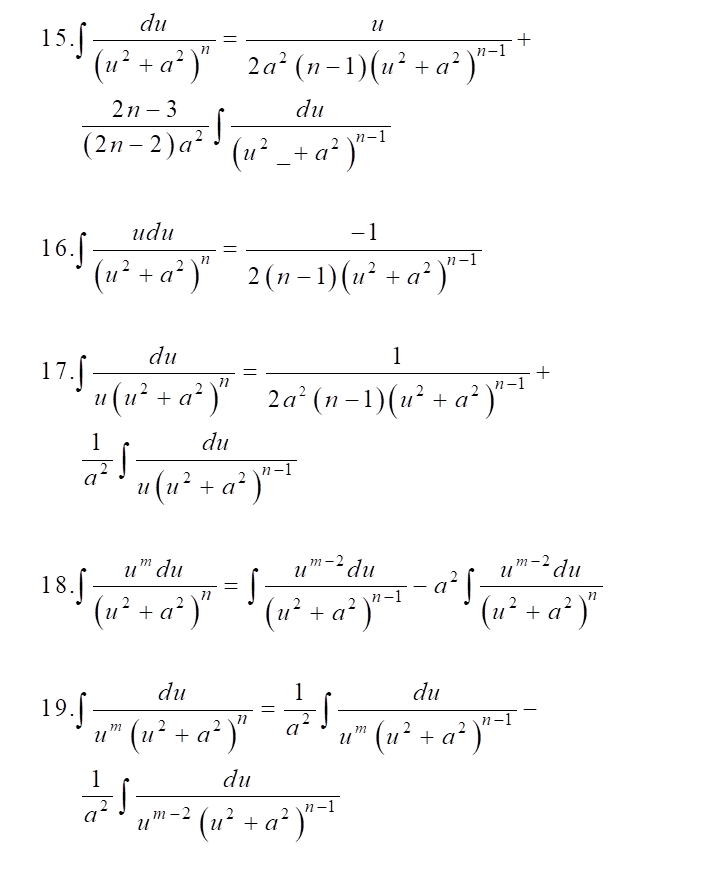 15. ∫ du / (u² + a²)ⁿ = u / (2a² (n − 1)(u² + a²)ⁿ⁻¹) +
(2n − 3) / ((2n − 2)a²) ∫ du / (u² _+ a²)ⁿ⁻¹
16. ∫ udu / (u² + a²)ⁿ = −1 / (2(n − 1)(u² + a²)ⁿ⁻¹)
17. ∫ du / (u(u² + a²)ⁿ) = 1 / (2a² (n − 1)(u² + a²)ⁿ⁻¹) +
1 / a² ∫ du / (u(u² + a²)ⁿ⁻¹)
18. ∫ uᵐ du / (u² + a²)ⁿ = ∫ uᵐ⁻² du / (u² + a²)ⁿ⁻¹ − a² ∫ uᵐ⁻² du / (u² + a²)ⁿ
19. ∫ du / (uᵐ (u² + a²)ⁿ) = 1 / a² ∫ du / (uᵐ (u² + a²)ⁿ⁻¹) −
1 / a² ∫ du / (uᵐ⁻² (u² + a²)ⁿ⁻¹)